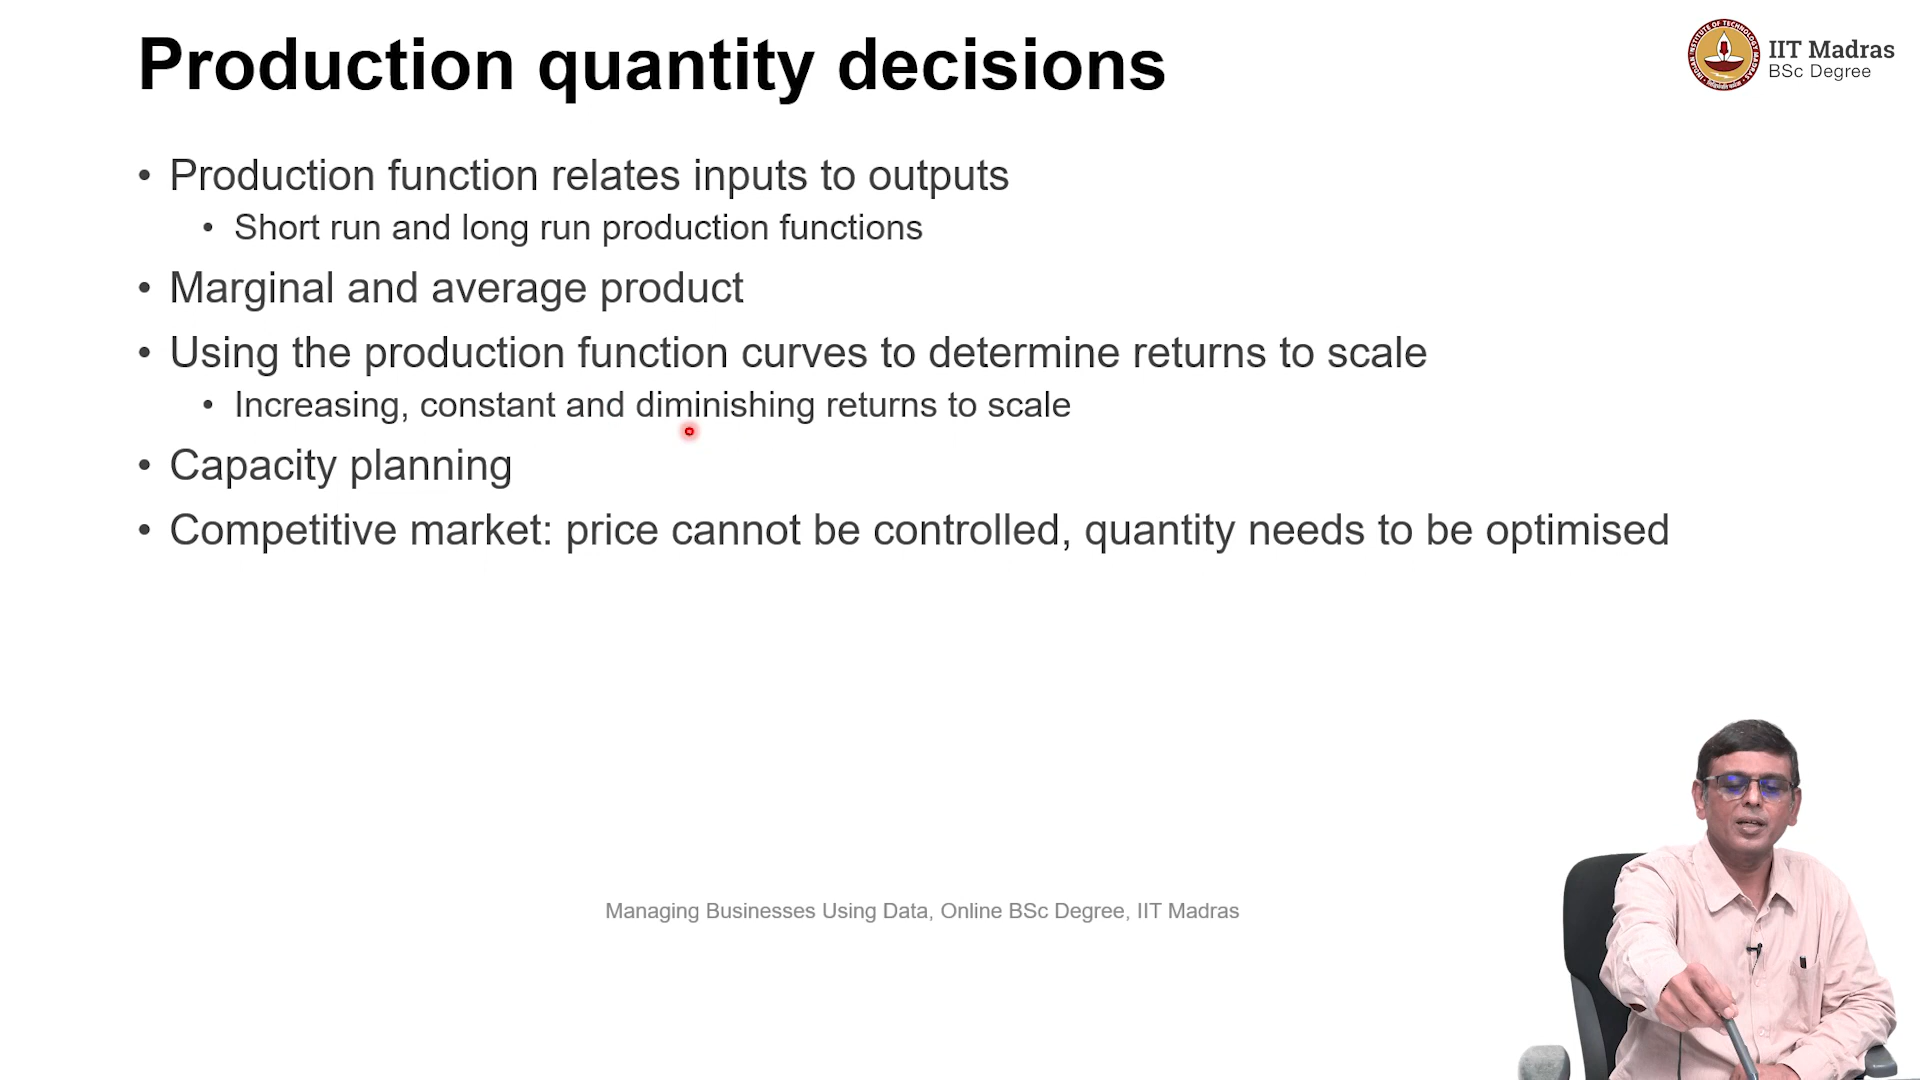 Production quantity decisions
IIT Madras
BSc Degree
• Production function relates inputs to outputs
• Short run and long run production functions
• Marginal and average product
• Using the production function curves to determine returns to scale
• Increasing, constant and diminishing returns to scale
• Capacity planning
• Competitive market: price cannot be controlled, quantity needs to be optimised
Managing Businesses Using Data, Online BSc Degree, IIT Madras